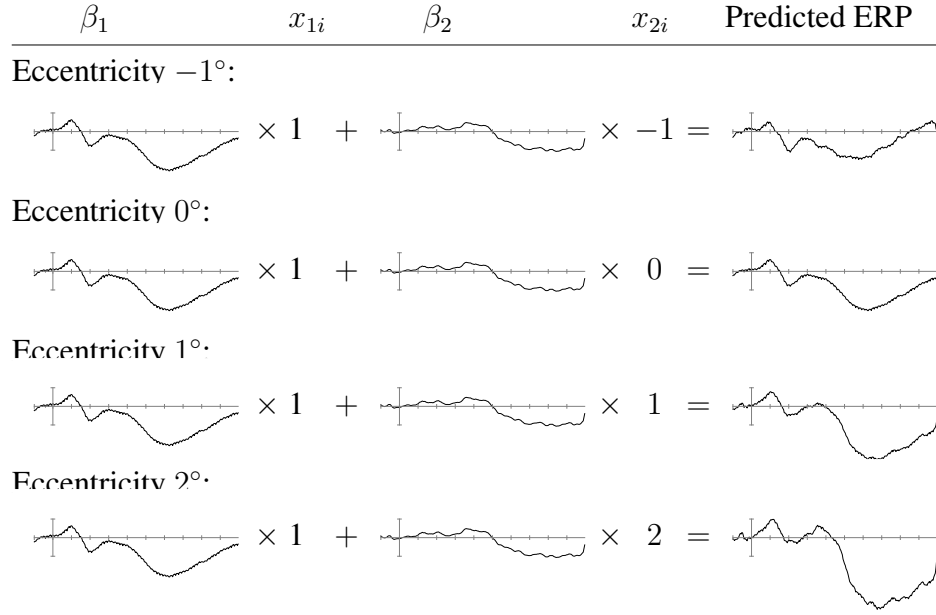 β₁ x₁ᵢ β₂ x₂ᵢ Predicted ERP
Eccentricity −1°:
× 1 + × −1 =
Eccentricity 0°:
× 1 + × 0 =
Eccentricity 1°:
× 1 + × 1 =
Eccentricity 2°:
× 1 + × 2 =